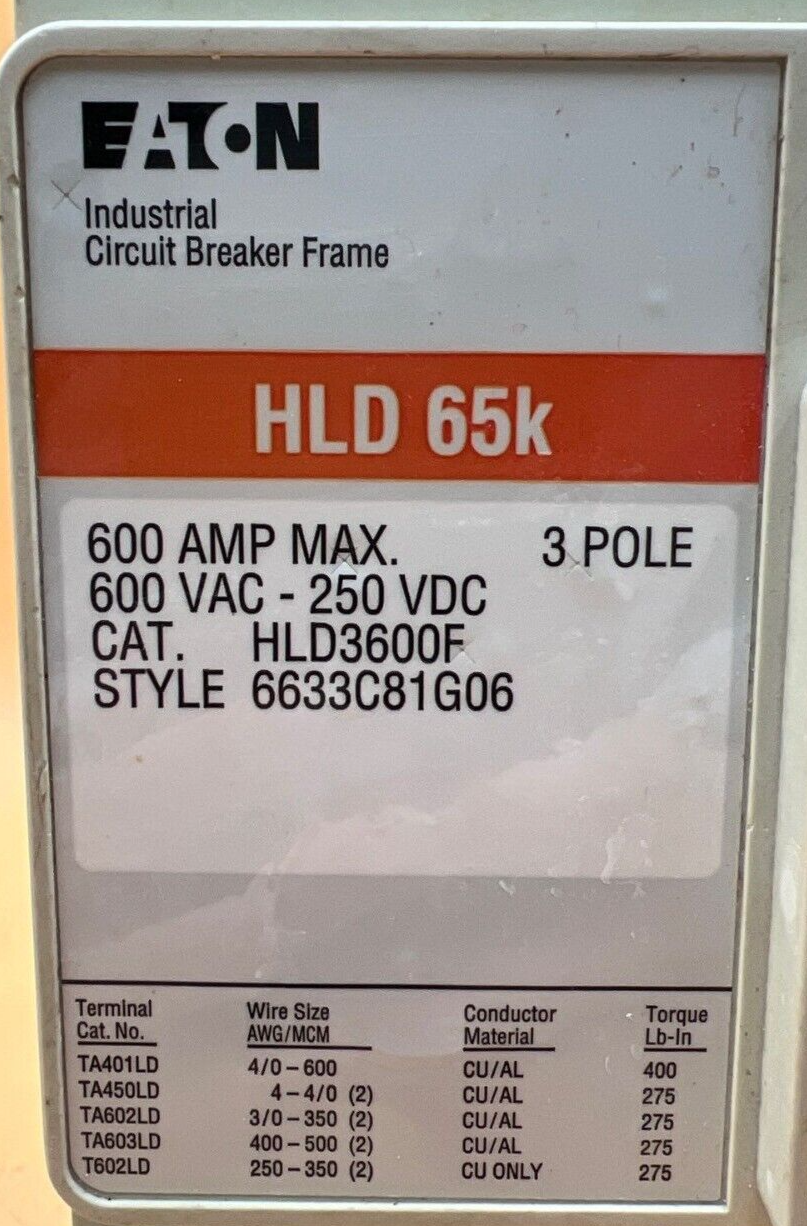 EATON
Industrial
Circuit Breaker Frame
HLD 65k
600 AMP MAX. 3 POLE
600 VAC - 250 VDC
CAT. HLD3600F
STYLE 6633C81G06
Terminal Wire Size Conductor Torque
Cat. No. AWG/MCM Material Lb-In
TA401LD 4/0 – 600 CU/AL 400
TA450LD 4 – 4/0 (2) CU/AL 275
TA602LD 3/0 – 350 (2) CU/AL 275
TA603LD 400 – 500 (2) CU/AL 275
T602LD 250 – 350 (2) CU ONLY 275